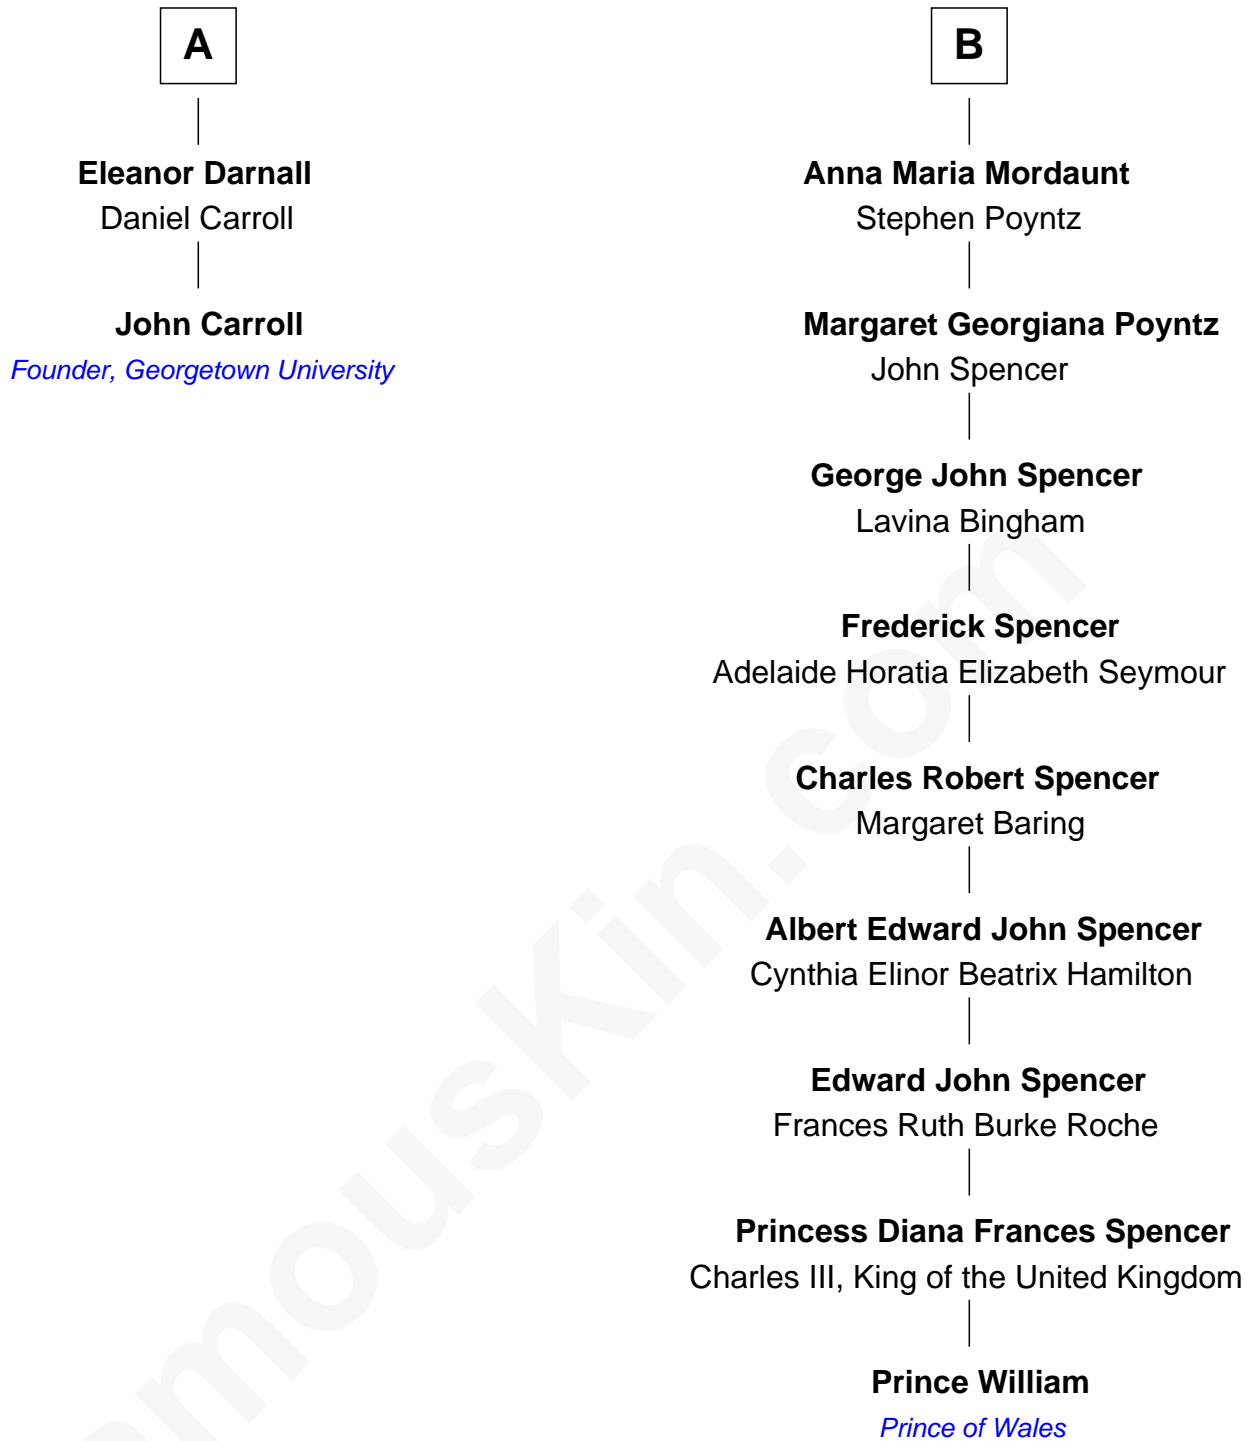 A
Eleanor Darnall
Daniel Carroll
John Carroll
Founder, Georgetown University
B
Anna Maria Mordaunt
Stephen Poyntz
Margaret Georgiana Poyntz
John Spencer
George John Spencer
Lavina Bingham
Frederick Spencer
Adelaide Horatia Elizabeth Seymour
Charles Robert Spencer
Margaret Baring
Albert Edward John Spencer
Cynthia Elinor Beatrix Hamilton
Edward John Spencer
Frances Ruth Burke Roche
Princess Diana Frances Spencer
Charles III, King of the United Kingdom
Prince William
Prince of Wales
amousKin.com